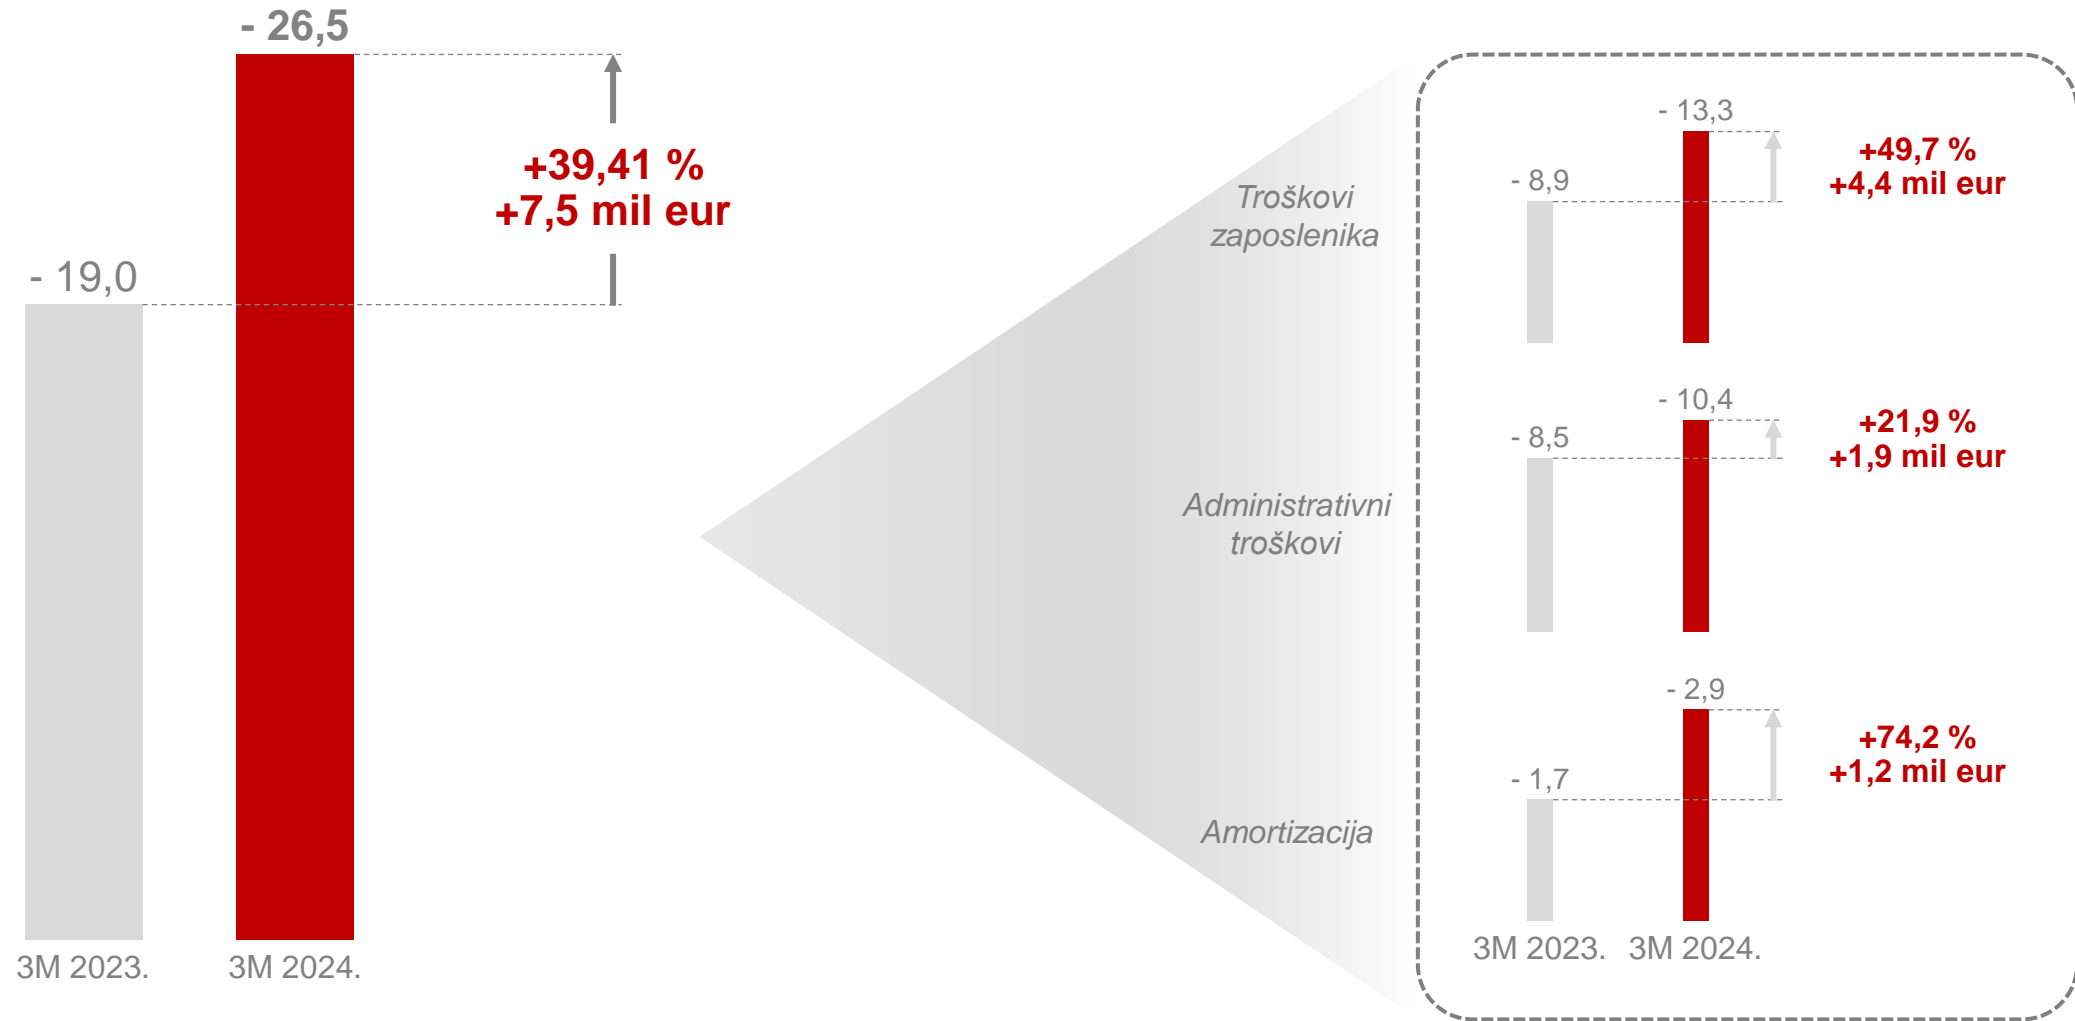 - 26,5
+39,41 %
+7,5 mil eur
- 19,0
3M 2023.
3M 2024.
Troškovi
zaposlenika
- 8,9
- 13,3
+49,7 %
+4,4 mil eur
Administrativni
troškovi
- 8,5
- 10,4
+21,9 %
+1,9 mil eur
Amortizacija
- 1,7
- 2,9
+74,2 %
+1,2 mil eur
3M 2023.
3M 2024.